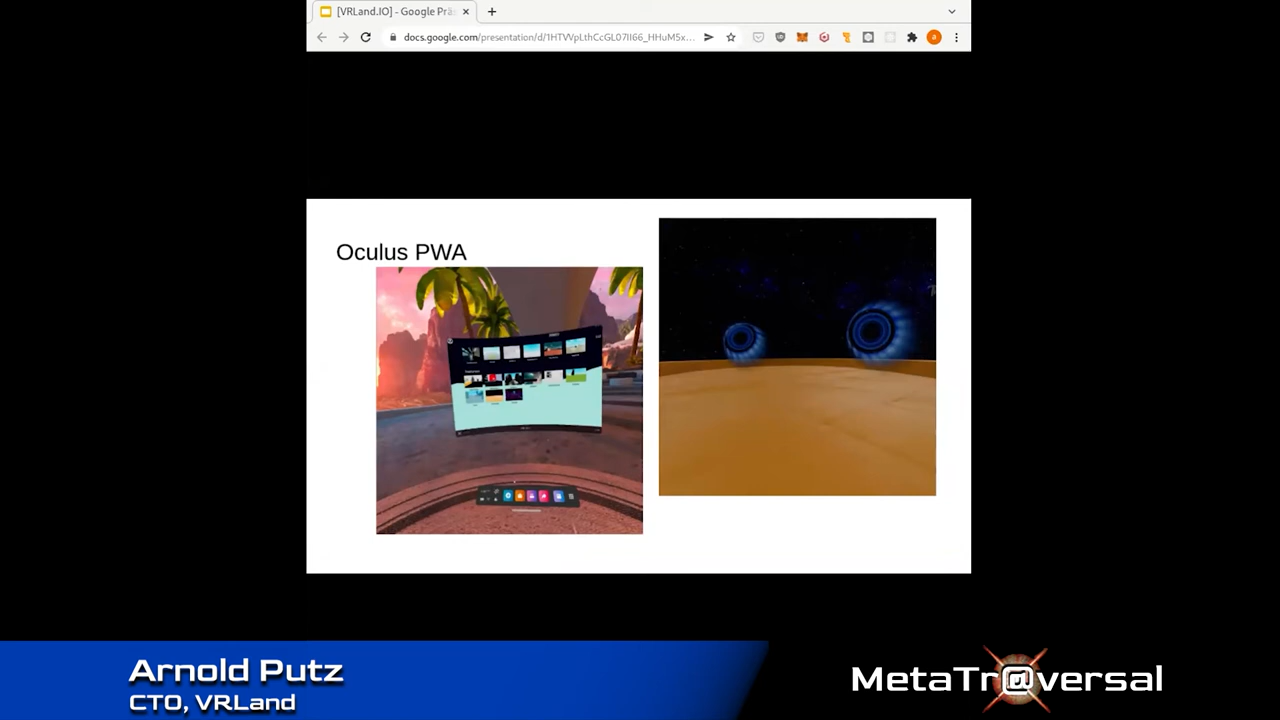 [VRLand.IO] - Google Prä
docs.google.com/presentation/d/1HTVVpLthCcGL07II66_HHuM5x...
a
Oculus PWA
Arnold Putz
CTO, VRLand
MetaTr@versal